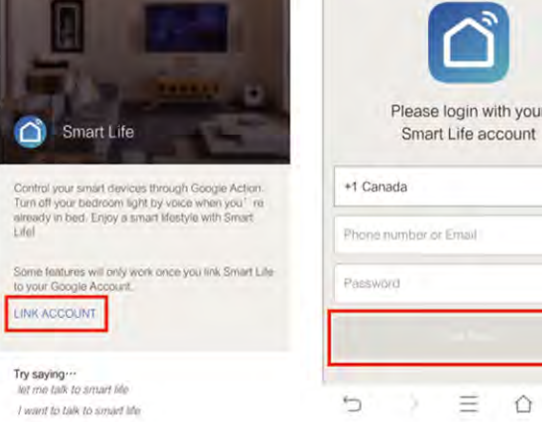 Smart Life
Control your smart devices through Google Action.
Turn off your bedroom light by voice when you' re
already in bed. Enjoy a smart lifestyle with Smart
Life!
Some features will only work once you link Smart Life
to your Google Account.
LINK ACCOUNT
Try saying···
let me talk to smart life
I want to talk to smart life
Please login with your
Smart Life account
+1 Canada
Phone number or Email
Password